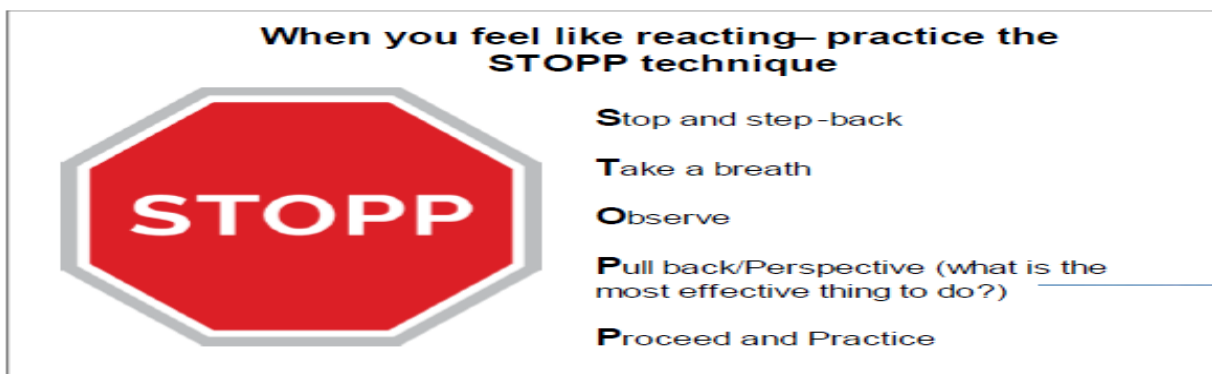 When you feel like reacting– practice the
STOPP technique
STOPP
Stop and step-back
Take a breath
Observe
Pull back/Perspective (what is the
most effective thing to do?)
Proceed and Practice